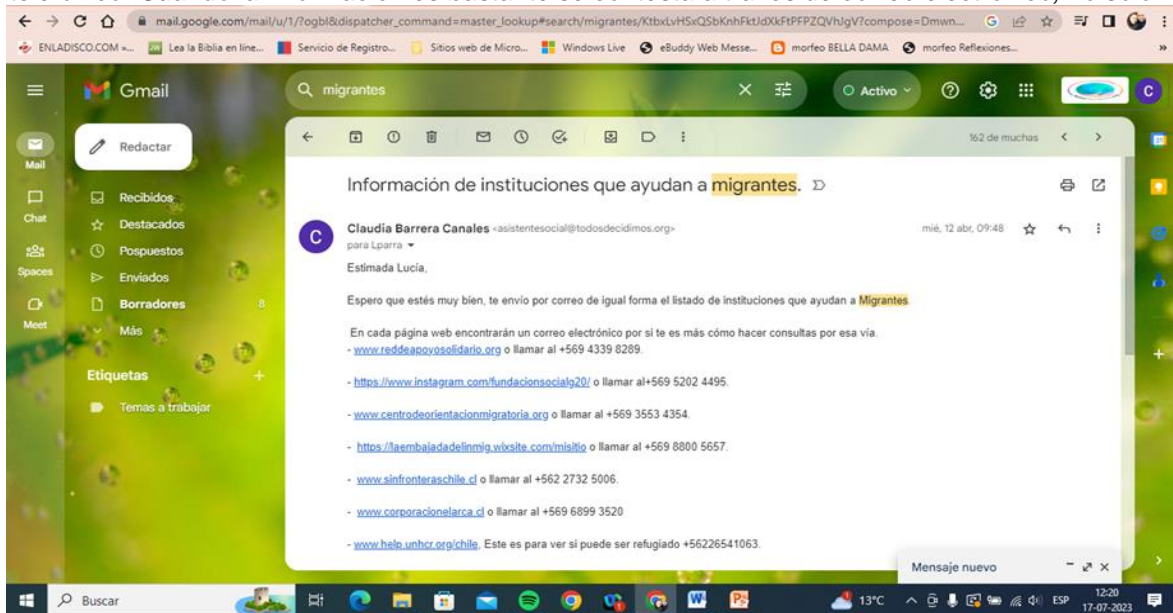 mail.google.com/mail/u/1/?ogbl&dispatcher_command=master_lookup#search/migrantes/KtbxLvHSxQSbKnhFktJdXkFtPFPZQVhJgV?compose=Dmwn...
ENLADISCO.COM »... Lea la Biblia en líne... Servicio de Registro... Sitios web de Micro... Windows Live eBuddy Web Messe... morfeo BELLA DAMA morfeo Reflexiones... »
Gmail migrantes Activo C
Redactar 162 de muchas
Mail
Información de instituciones que ayudan a migrantes.
Recibidos
Chat
Destacados
C Claudia Barrera Canales <asistentesocial@todosdecidimos.org> mié, 12 abr, 09:48
para Lparra
Pospuestos
Spaces
Enviados
Estimada Lucía,
Borradores 8
Espero que estés muy bien, te envío por correo de igual forma el listado de instituciones que ayudan a Migrantes.
Meet
Más
En cada página web encontrarán un correo electrónico por si te es más cómo hacer consultas por esa vía.
- www.reddeapoyosolidario.org o llamar al +569 4339 8289.
Etiquetas +
- https://www.instagram.com/fundacionsocialg20/ o llamar al+569 5202 4495.
Temas a trabajar
- www.centrodeorientacionmigratoria.org o llamar al +569 3553 4354.
- https://laembajadadelinmig.wixsite.com/misitio o llamar al +569 8800 5657.
- www.sinfronteraschile.cl o llamar al +562 2732 5006.
- www.corporacionelarca.cl o llamar al +569 6899 3520
- www.help.unhcr.org/chile, Este es para ver si puede ser refugiado +56226541063.
Mensaje nuevo
Buscar 13°C ESP 12:20
17-07-2023